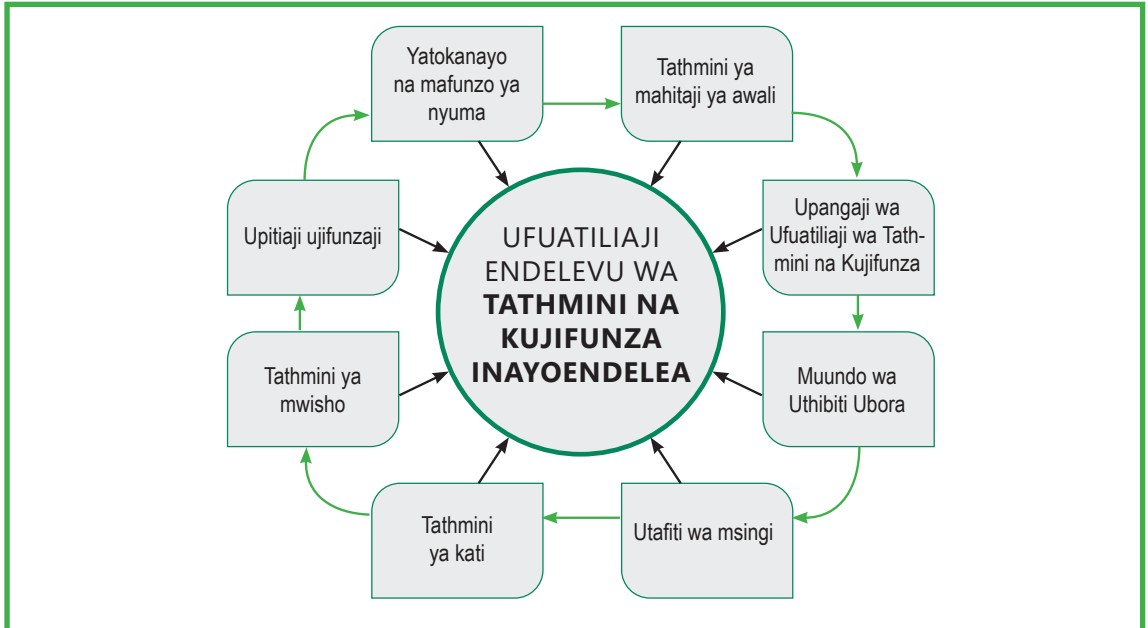 Yatokanayo
na mafunzo ya
nyuma
Tathmini ya
mahitaji ya awali
Upangaji wa
Ufuatiliaji wa Tath-
mini na Kujifunza
Muundo wa
Uthibiti Ubora
Utafiti wa msingi
Tathmini
ya kati
Tathmini ya
mwisho
Upitiaji ujifunzaji
UFUATILIAJI
ENDELEVU WA
TATHMINI NA
KUJIFUNZA
INAYOENDELEA